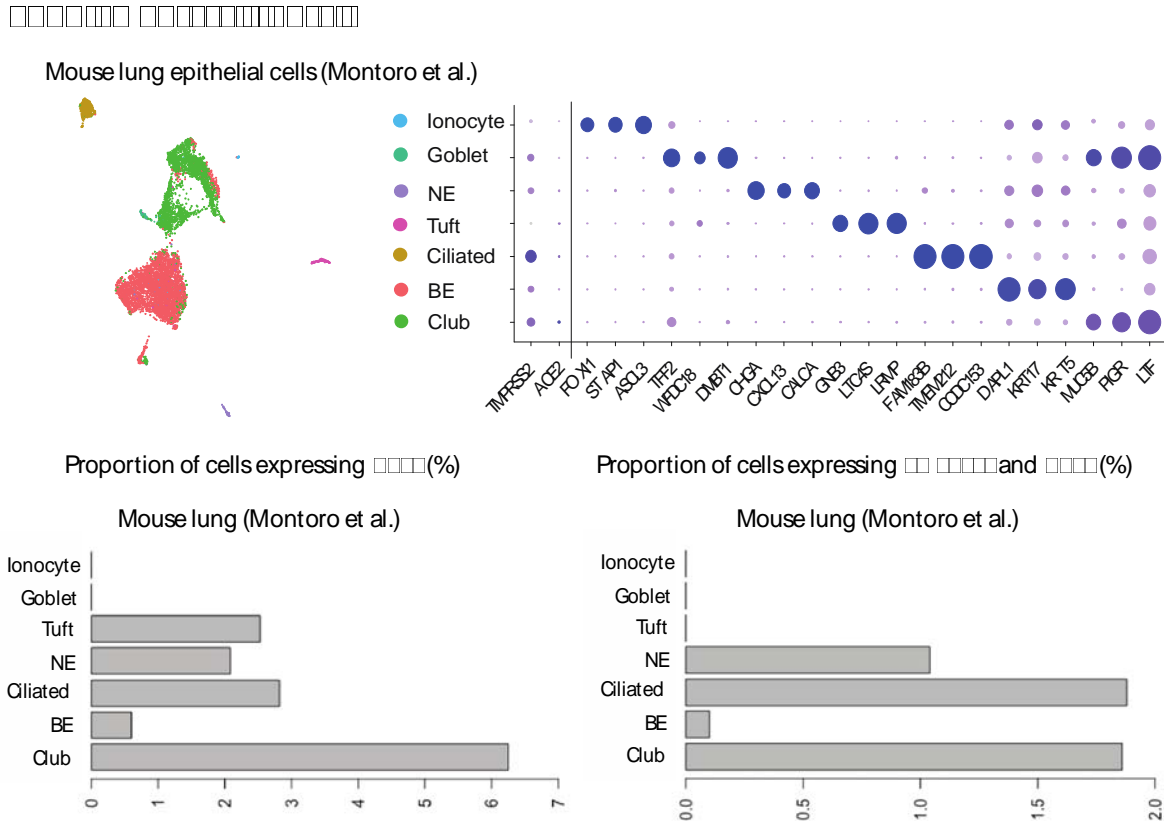 Mouse lung epithelial cells (Montoro et al.)
Ionocyte
Goblet
NE
Tuft
Ciliated
BE
Club
TMPRSS2 ACE2 FOXI1 STAP1 ASCL3 TFF2 WFDC18 DMBT1 CHGA CXCL13 CALCA GNB3 LTC4S LRMP FAM183B TMEM212 CCDC153 DAPL1 KRT17 KRT5 MUC5B PIGR LTF
Proportion of cells expressing (%)
Mouse lung (Montoro et al.)
Ionocyte
Goblet
Tuft
NE
Ciliated
BE
Club
0 1 2 3 4 5 6 7
Proportion of cells expressing and (%)
Mouse lung (Montoro et al.)
Ionocyte
Goblet
Tuft
NE
Ciliated
BE
Club
0.0 0.5 1.0 1.5 2.0